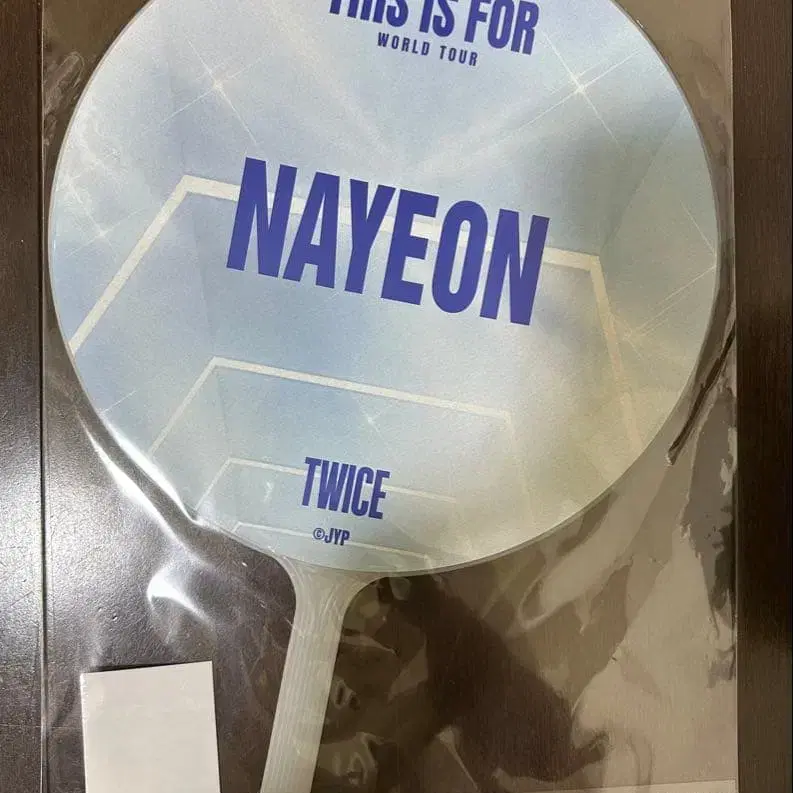 THIS IS FOR
WORLD TOUR
NAYEON
TWICE
©JYP